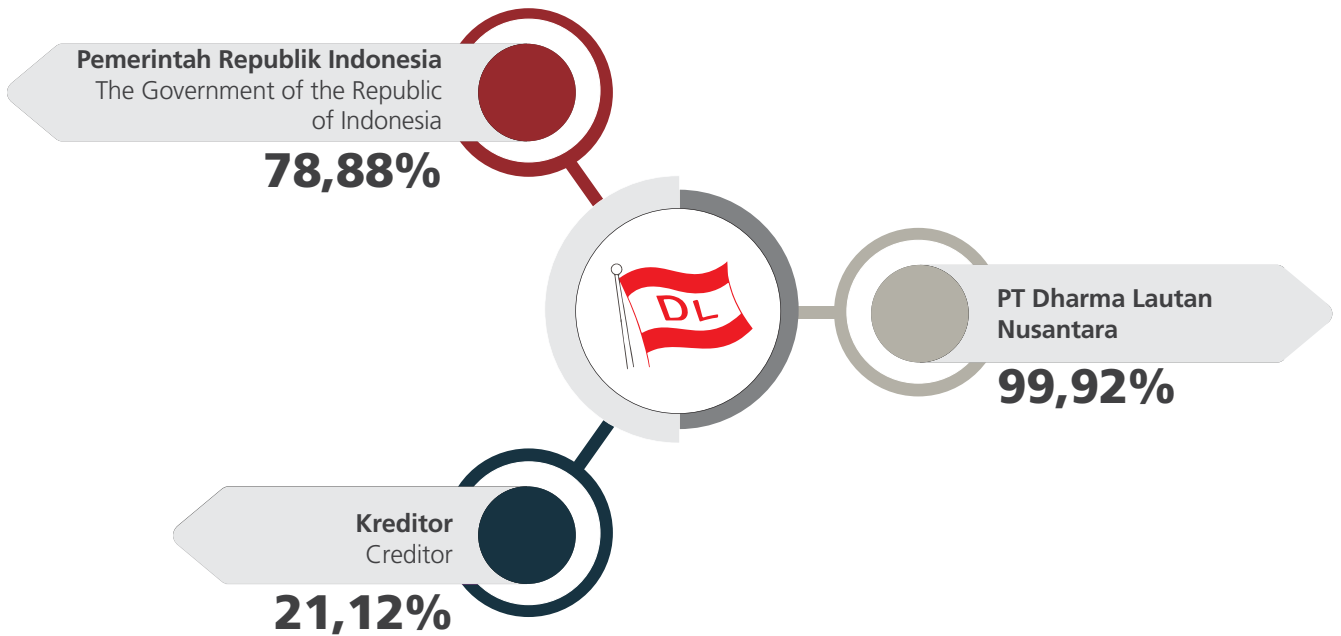 Pemerintah Republik Indonesia
The Government of the Republic
of Indonesia
78,88%
DL
PT Dharma Lautan
Nusantara
99,92%
Kreditor
Creditor
21,12%